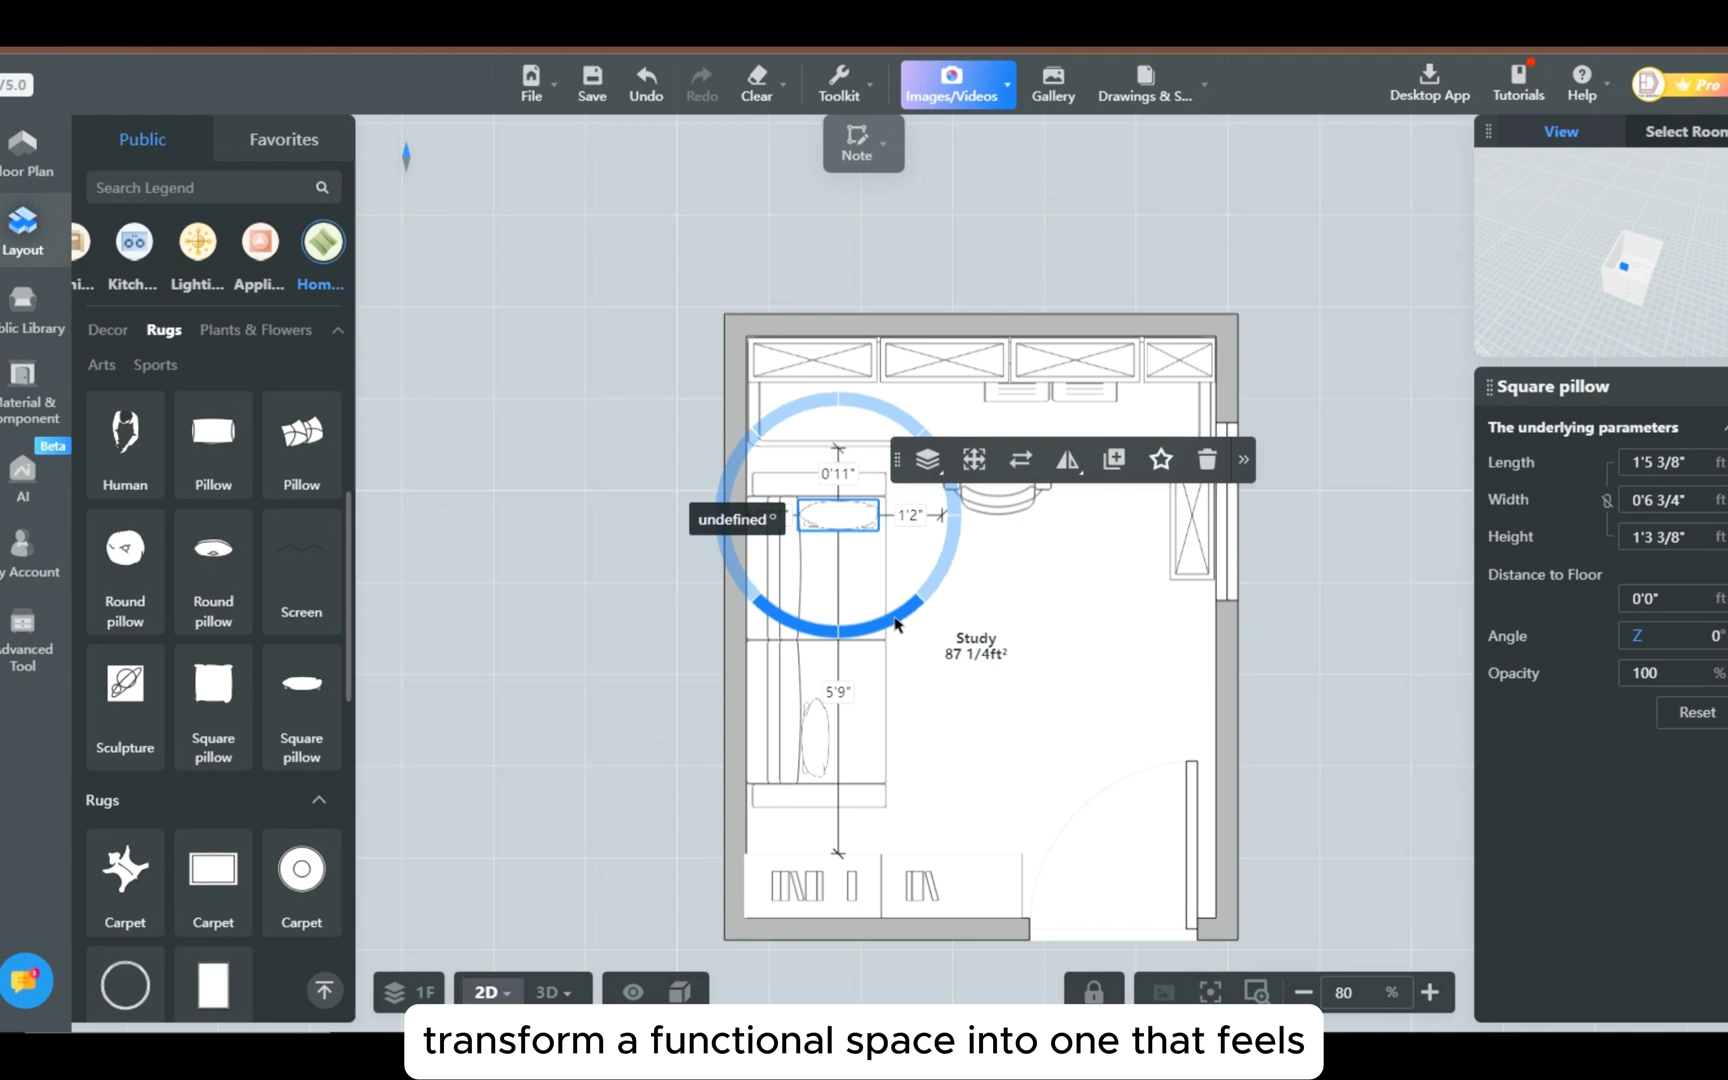 V5.0
File
Save
Undo
Redo
Clear
Toolkit
Images/Videos
Gallery
Drawings & S...
Desktop App
Tutorials
Help
Pro
Note
loor Plan
Layout
blic Library
aterial &
omponent
Beta
AI
y Account
dvanced
Tool
Public
Favorites
Search Legend
ni...
Kitch...
Lighti...
Appli...
Hom...
Decor
Rugs
Plants & Flowers
Arts
Sports
Human
Pillow
Pillow
Round
pillow
Round
pillow
Screen
Sculpture
Square
pillow
Square
pillow
Rugs
Carpet
Carpet
Carpet
undefined°
0'11"
1'2"
5'9"
Study
87 1/4ft²
View
Select Roon
Square pillow
The underlying parameters
Length
1'5 3/8"
ft
Width
0'6 3/4"
ft
Height
1'3 3/8"
ft
Distance to Floor
0'0"
ft
Angle
Z
0°
Opacity
100
%
Reset
1F
2D
3D
80
%
transform a functional space into one that feels